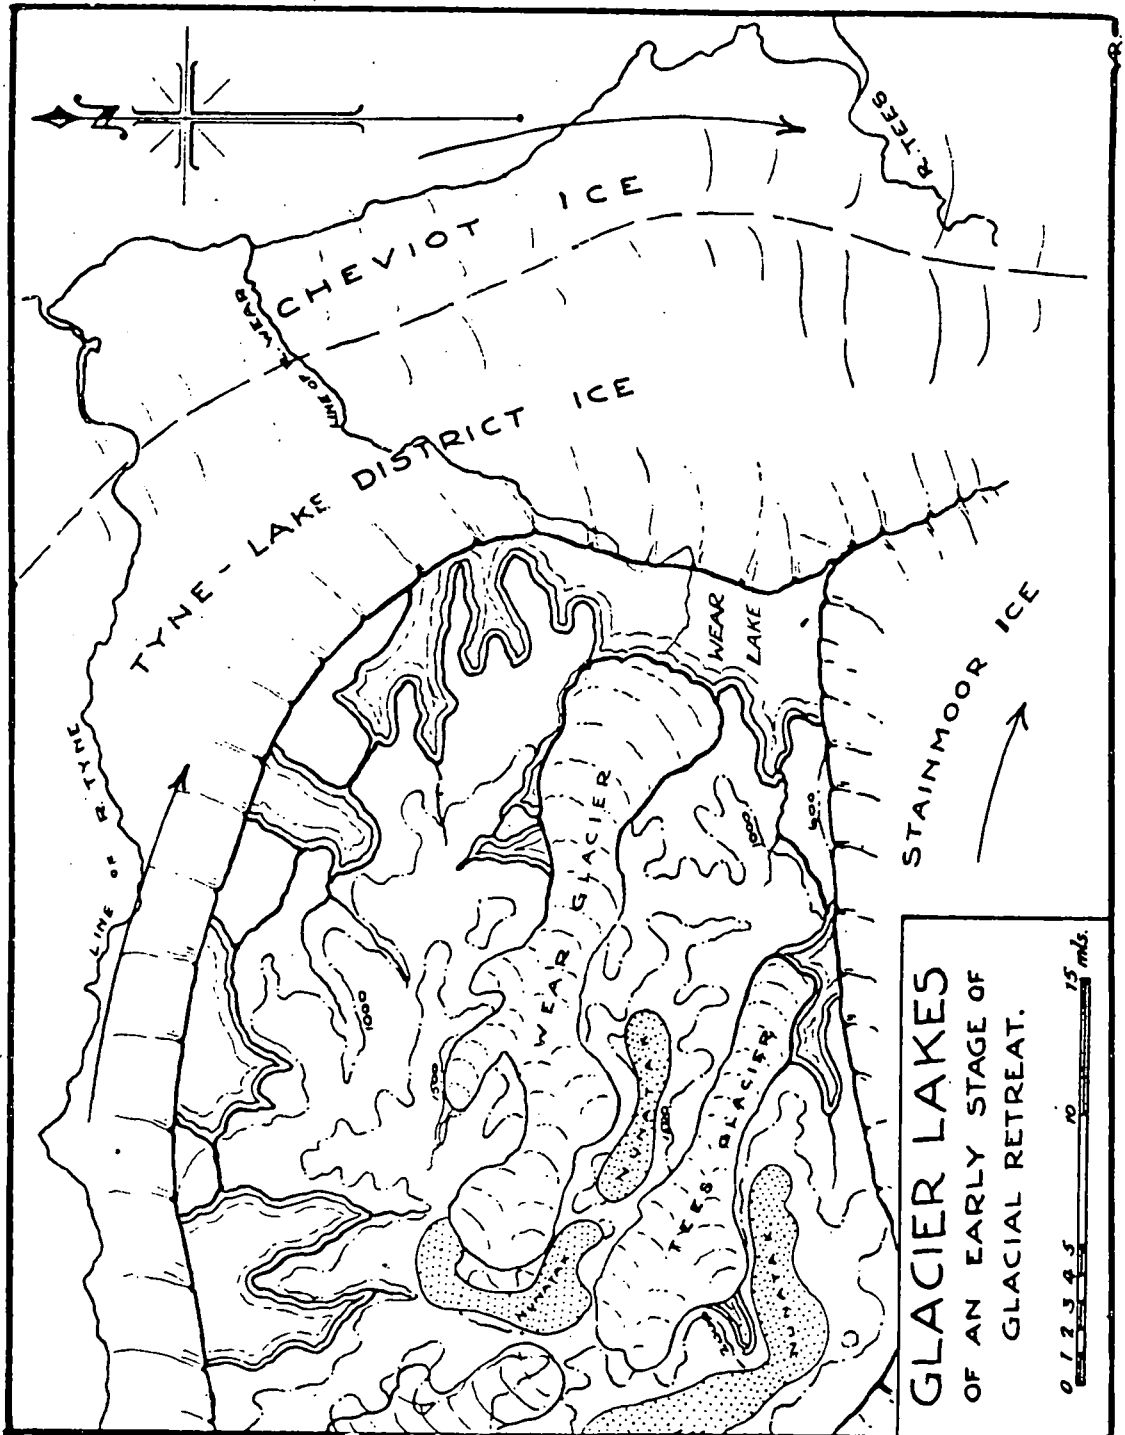 GLACIER LAKES
OF AN EARLY STAGE OF
GLACIAL RETREAT.
0 1 2 3 4 5 10 15 mls.
N
R. TEES
CHEVIOT ICE
LINE OF R. WEAR
TYNE-LAKE DISTRICT ICE
LINE OF R TYNE
WEAR
LAKE
STAINMOOR ICE
WEAR GLACIER
TEES GLACIER
NUNATAK
NUNATAK
NUNATAK
1000
1000
600
R.